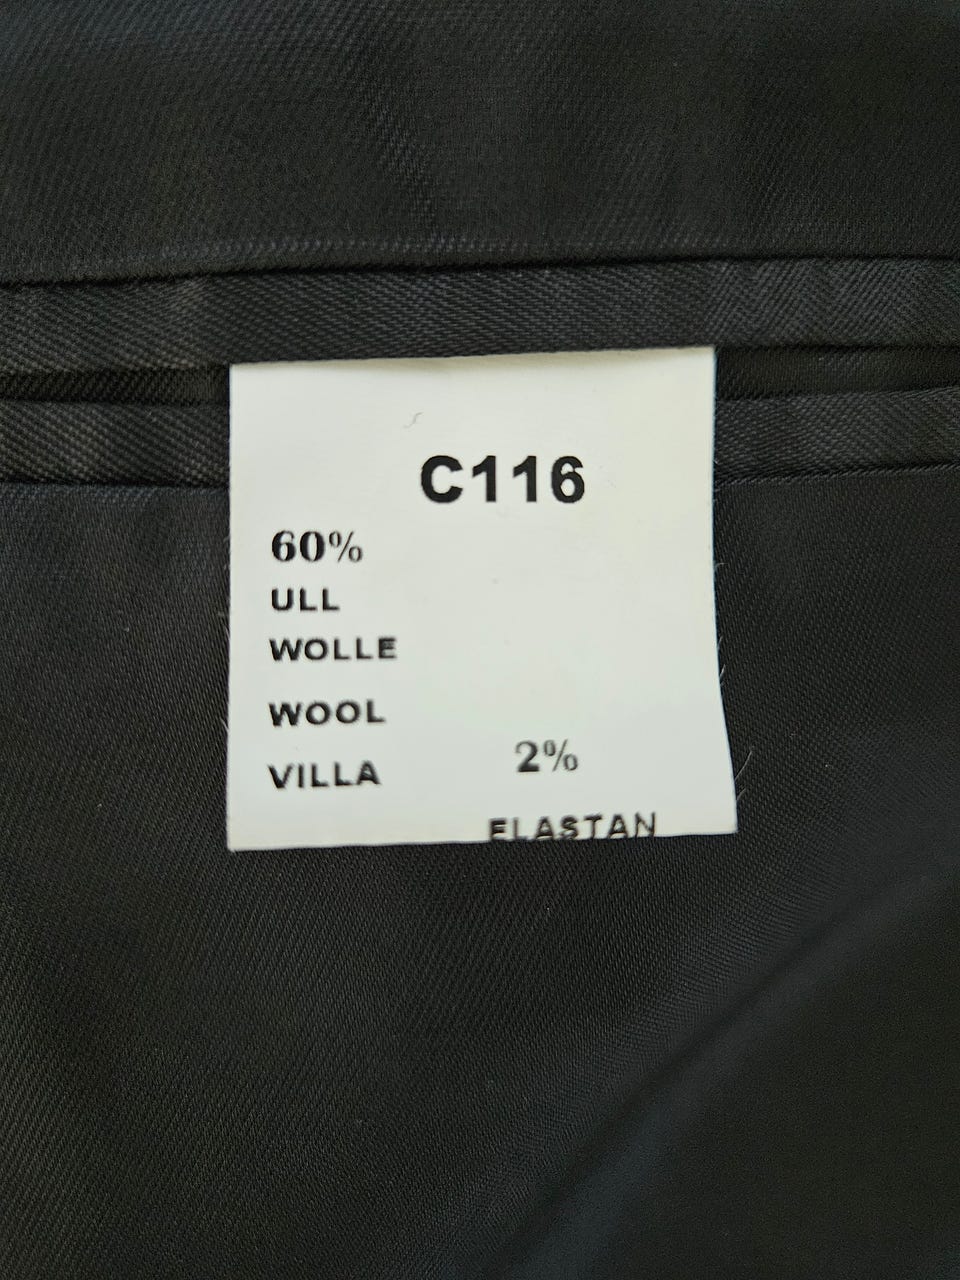 C116
60%
ULL
WOLLE
WOOL
VILLA
2%
ELASTAN